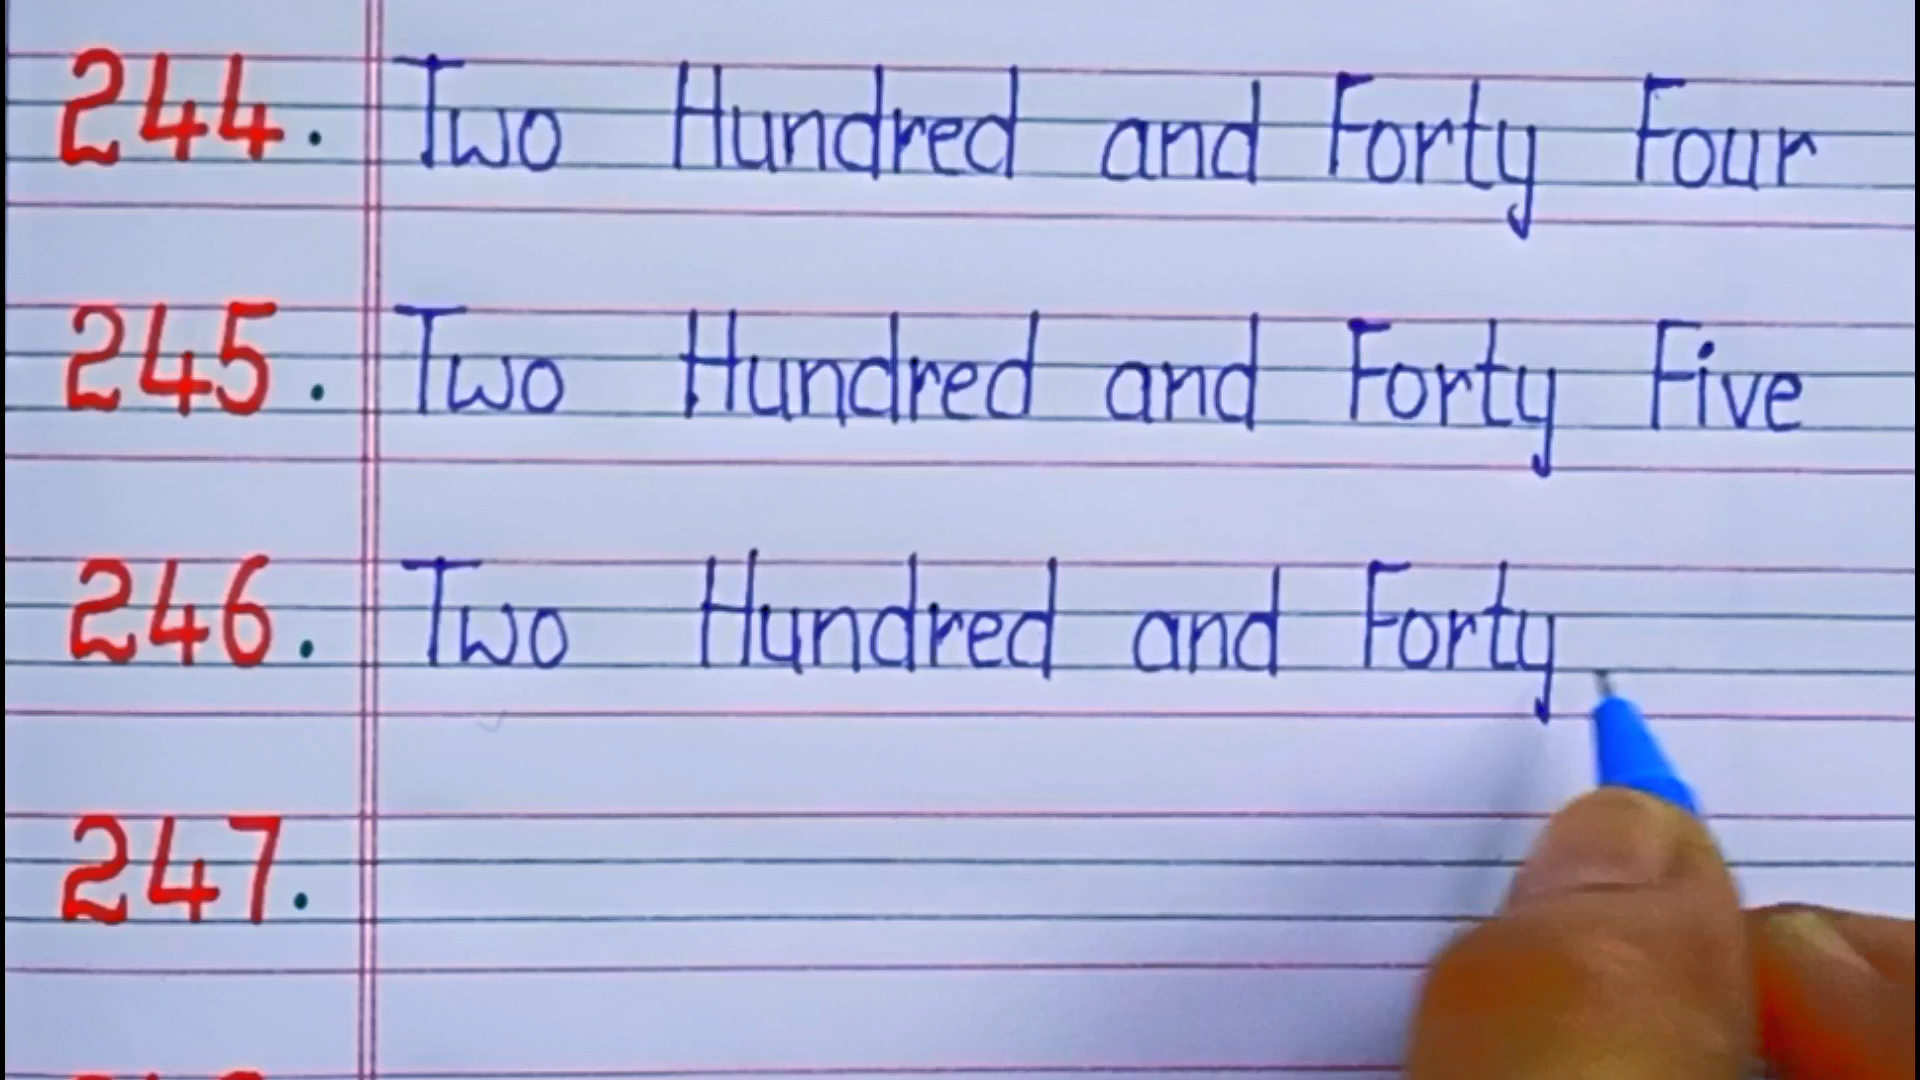 244. Two Hundred and Forty Four
245. Two Hundred and Forty Five
246. Two Hundred and Forty
247.